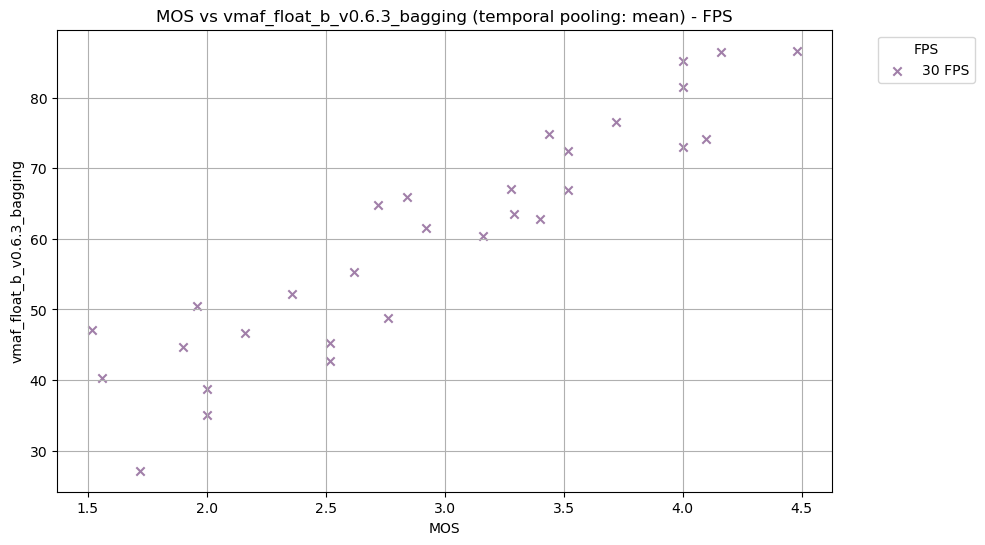 MOS vs vmaf_float_b_v0.6.3_bagging (temporal pooling: mean) - FPS
FPS
30 FPS
vmaf_float_b_v0.6.3_bagging
80
70
60
50
40
30
1.5 2.0 2.5 3.0 3.5 4.0 4.5
MOS